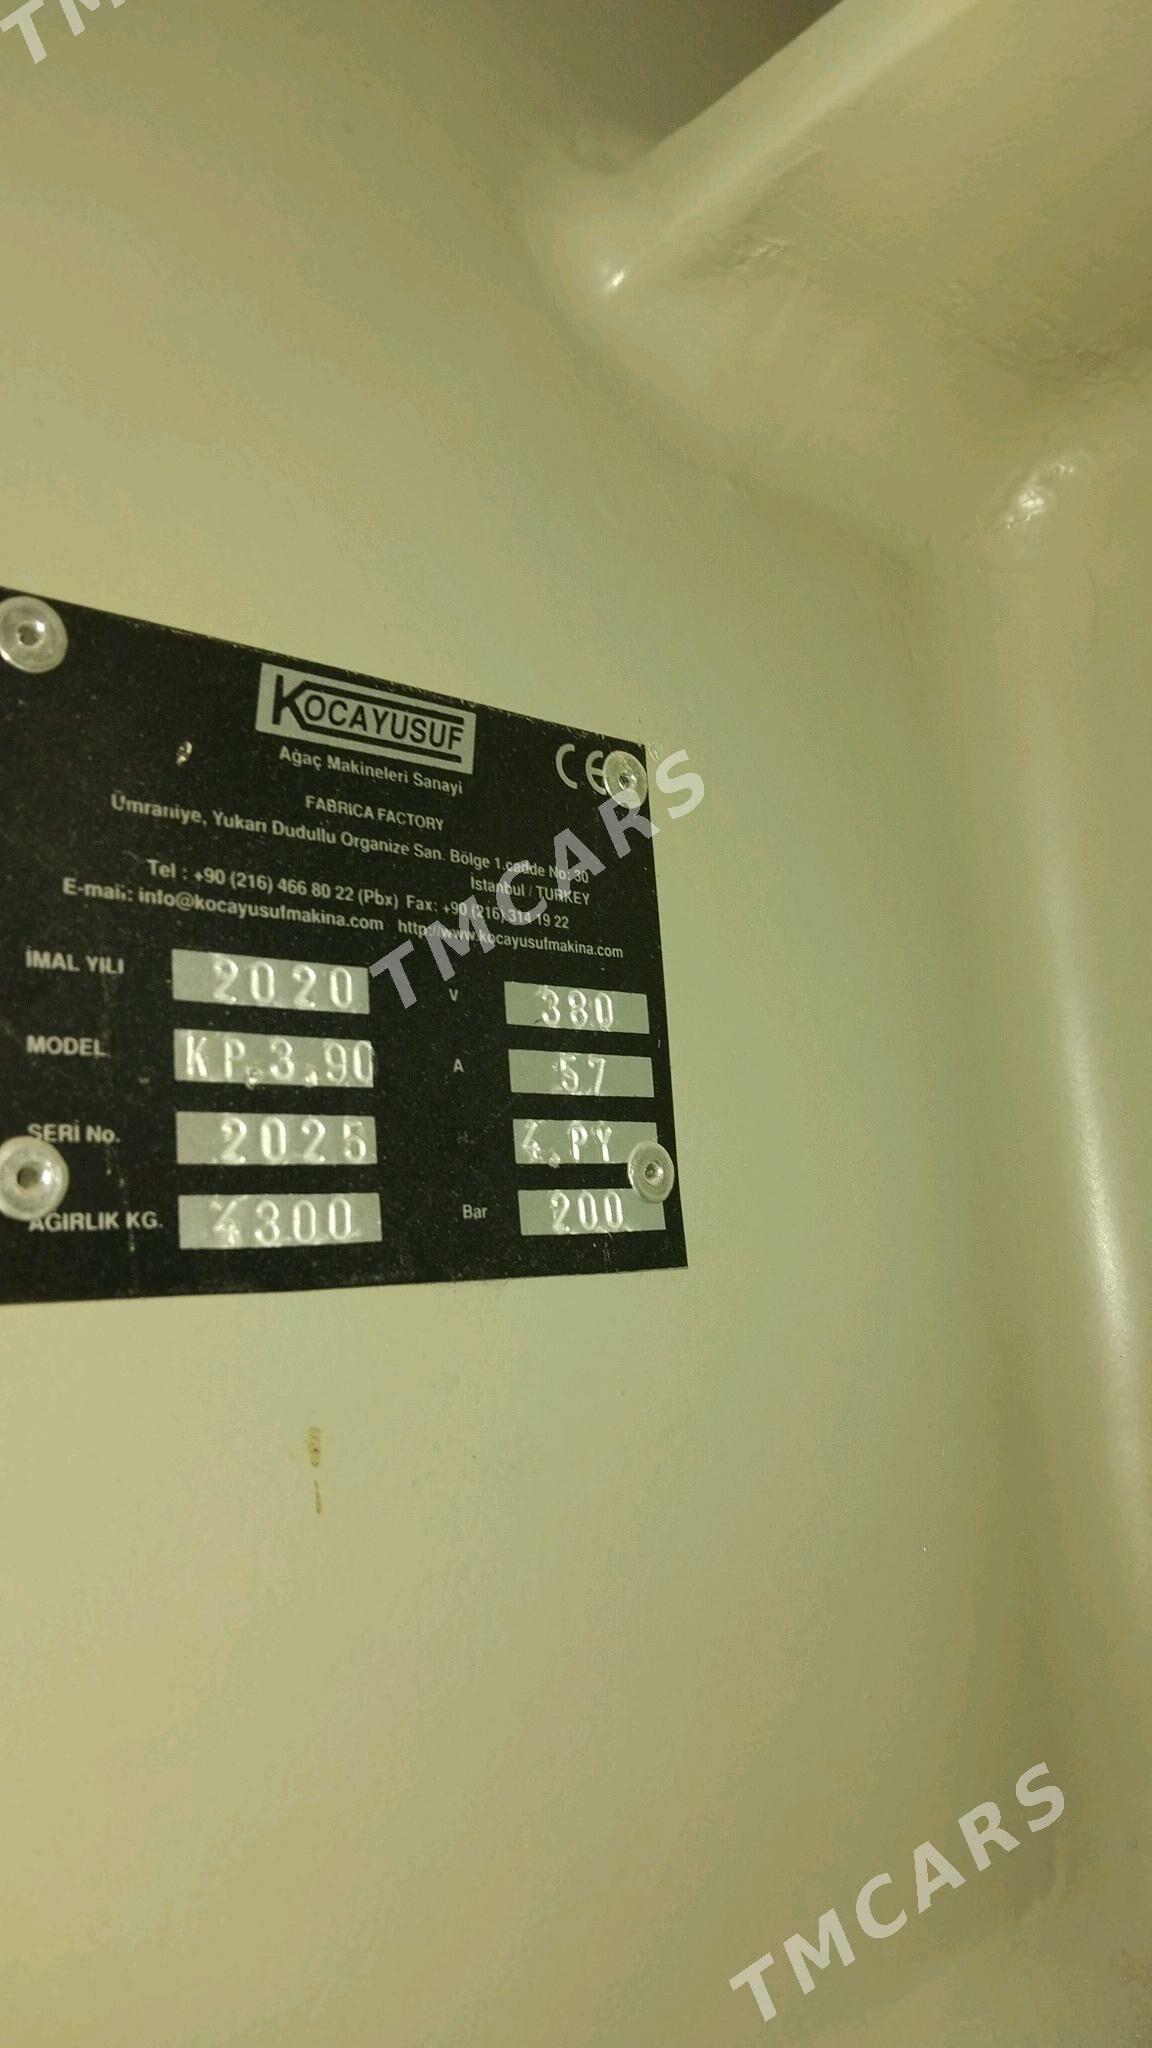 TM
KOCAYUSUF
Ağaç Makineleri Sanayi
CE
FABRICA FACTORY
Ümraniye, Yukarı Dudullu Organize San. Bölge 1.cadde No: 30
İstanbul / TURKEY
Tel : +90 (216) 466 80 22 (Pbx) Fax: +90 (216) 314 19 22
E-mail: info@kocayusufmakina.com http://www.kocayusufmakina.com
İMAL YILI 2020 V 380
MODEL KP.3.90 A 57
SERİ No. 2025 4.PY
AĞIRLIK KG. 4300 Bar 200
TMCARS
TMCARS